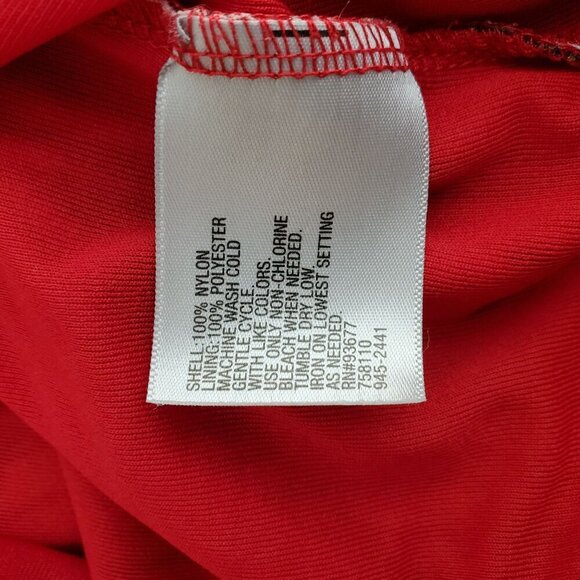 SHELL:100% NYLON
LINING: 100% POLYESTER
MACHINE WASH COLD
GENTLE CYCLE.
WITH LIKE COLORS.
USE ONLY NON-CHLORINE
BLEACH WHEN NEEDED.
TUMBLE DRY LOW.
IRON ON LOWEST SETTING
AS NEEDED.
RN#93677
758110
945-2441